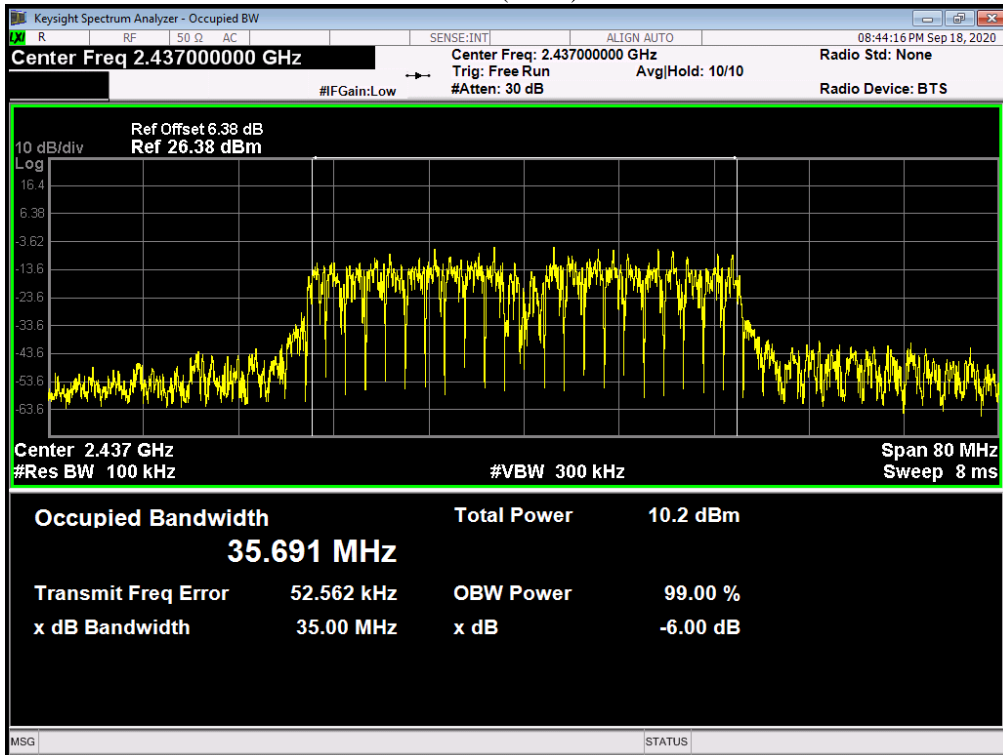 Keysight Spectrum Analyzer - Occupied BW
LXI R RF 50 Ω AC SENSE:INT ALIGN AUTO 08:44:16 PM Sep 18, 2020
Center Freq 2.437000000 GHz Center Freq: 2.437000000 GHz Radio Std: None
Trig: Free Run Avg|Hold: 10/10
#IFGain:Low #Atten: 30 dB Radio Device: BTS
Ref Offset 6.38 dB
10 dB/div Ref 26.38 dBm
Log
16.4
6.38
-3.62
-13.6
-23.6
-33.6
-43.6
-53.6
-63.6
Center 2.437 GHz Span 80 MHz
#Res BW 100 kHz #VBW 300 kHz Sweep 8 ms
Occupied Bandwidth Total Power 10.2 dBm
35.691 MHz
Transmit Freq Error 52.562 kHz OBW Power 99.00 %
x dB Bandwidth 35.00 MHz x dB -6.00 dB
MSG STATUS